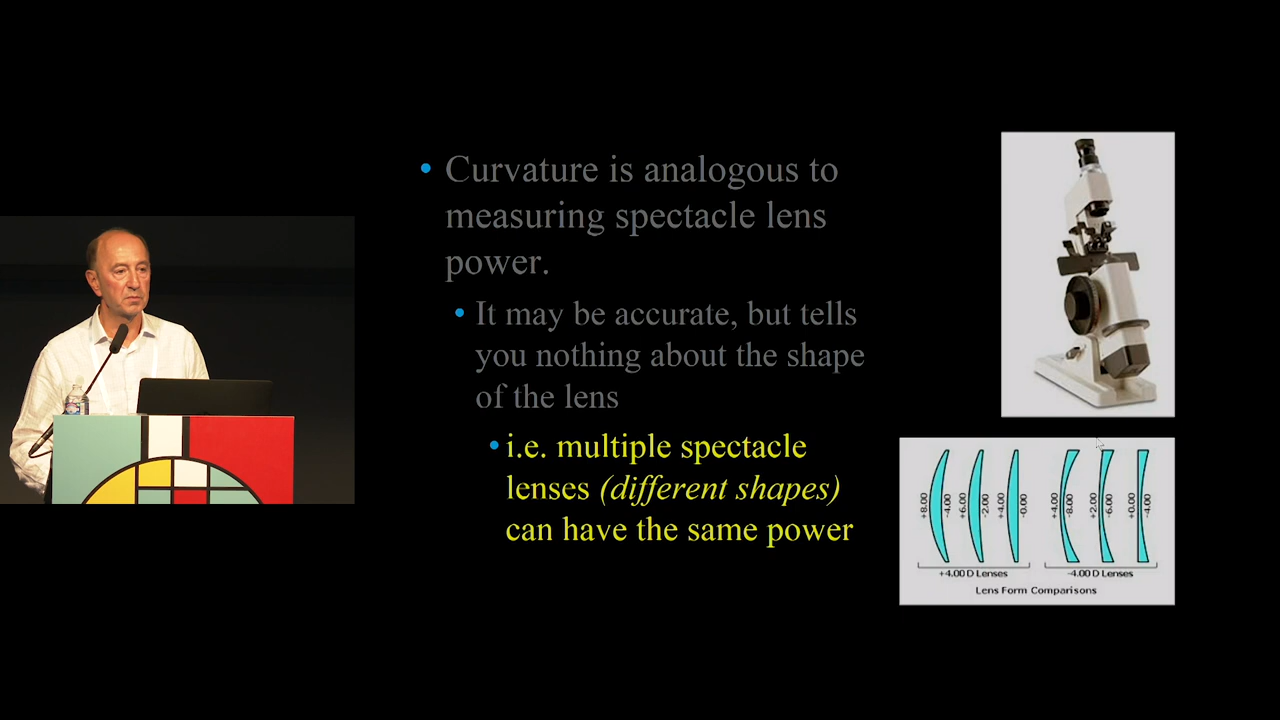 Curvature is analogous to
measuring spectacle lens
power.
It may be accurate, but tells
you nothing about the shape
of the lens
i.e. multiple spectacle
lenses (different shapes)
can have the same power
+8.00 -4.00 +6.00 -2.00 +4.00 -0.00 +4.00 -8.00 +2.00 -6.00 +0.00 -4.00
+4.00 D Lenses -4.00 D Lenses
Lens Form Comparisons